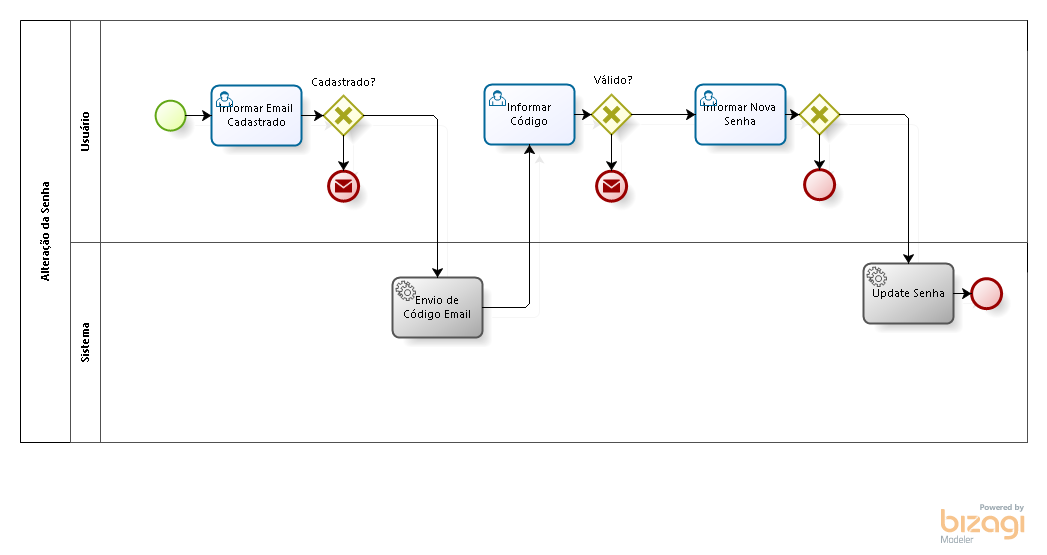 Alteração da Senha
Usuário
Cadastrado?
Informar Email
Cadastrado
Informar
Código
Válido?
Informar Nova
Senha
Sistema
Envio de
Código Email
Update Senha
Powered by
bizagi
Modeler